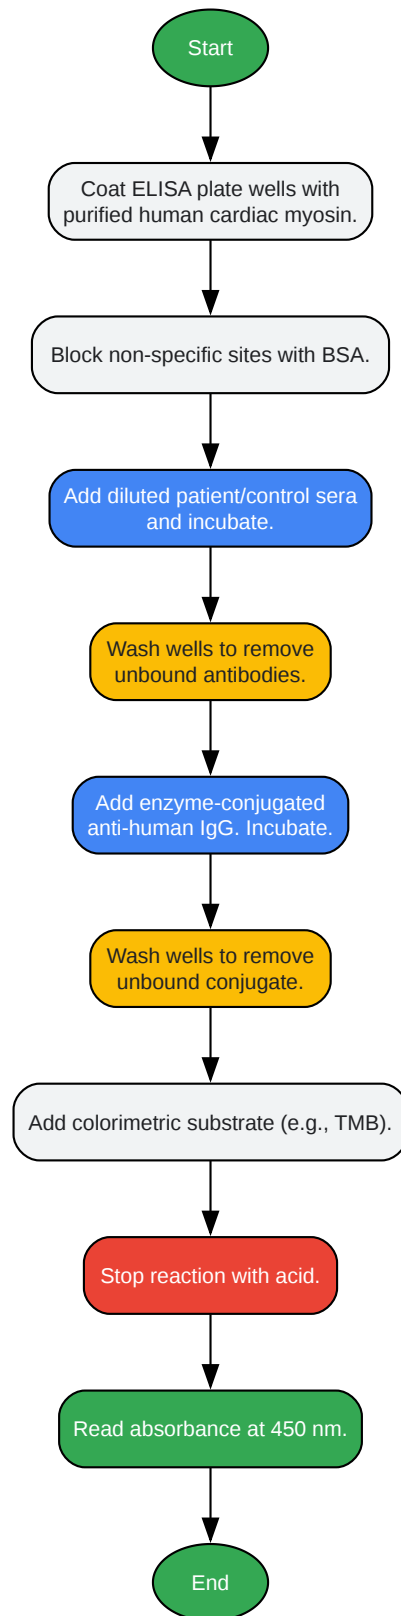 Start
Coat ELISA plate wells with
purified human cardiac myosin.
Block non-specific sites with BSA.
Add diluted patient/control sera
and incubate.
Wash wells to remove
unbound antibodies.
Add enzyme-conjugated
anti-human IgG. Incubate.
Wash wells to remove
unbound conjugate.
Add colorimetric substrate (e.g., TMB).
Stop reaction with acid.
Read absorbance at 450 nm.
End